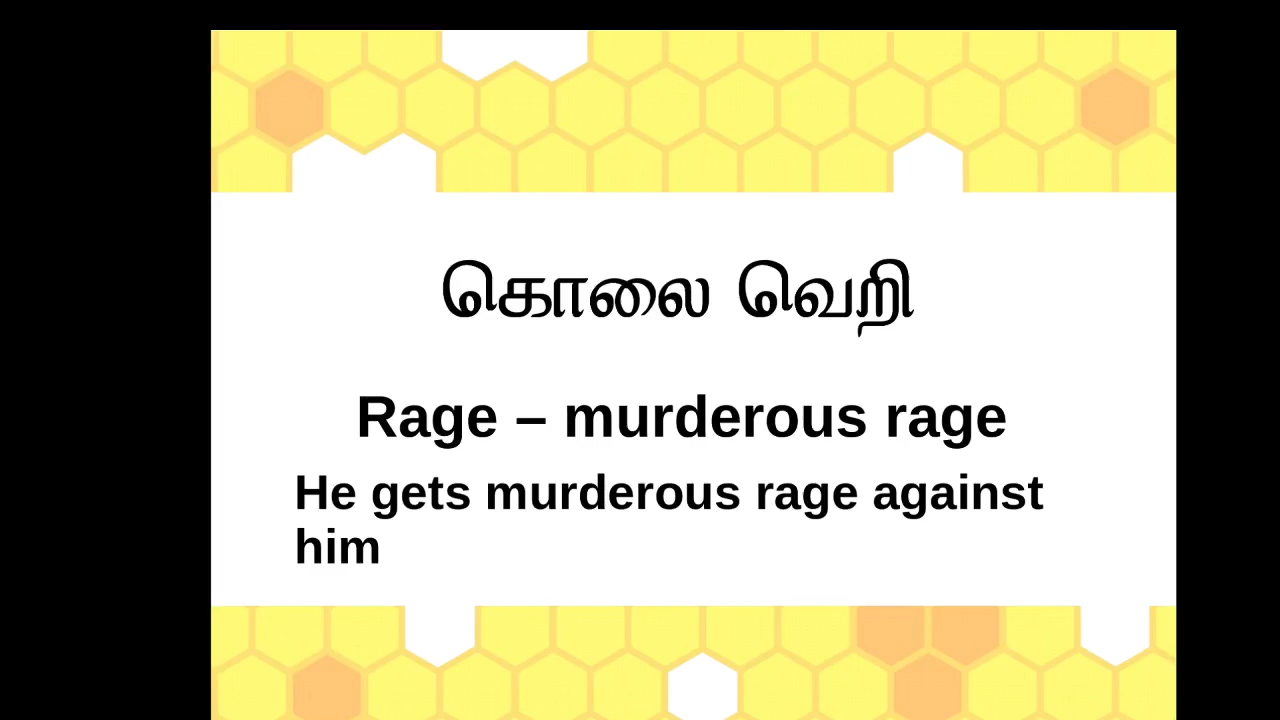 கொலை வெறி
Rage – murderous rage
He gets murderous rage against
him